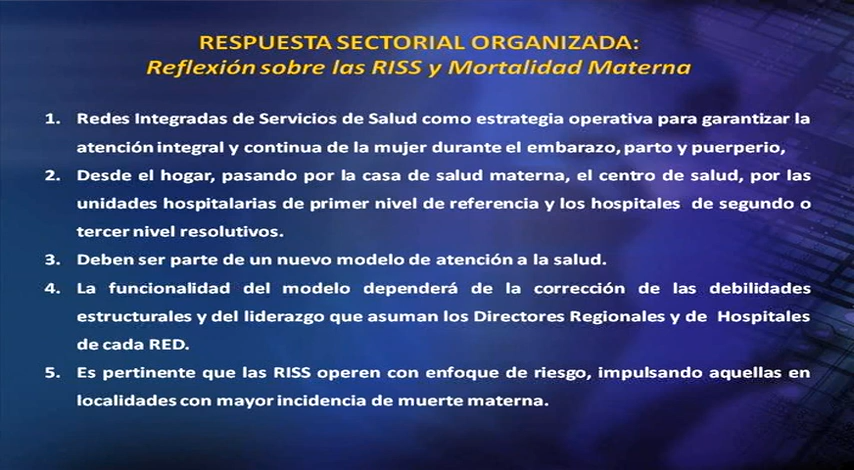 RESPUESTA SECTORIAL ORGANIZADA:
Reflexión sobre las RISS y Mortalidad Materna
1. Redes Integradas de Servicios de Salud como estrategia operativa para garantizar la
atención integral y continua de la mujer durante el embarazo, parto y puerperio,
2. Desde el hogar, pasando por la casa de salud materna, el centro de salud, por las
unidades hospitalarias de primer nivel de referencia y los hospitales de segundo o
tercer nivel resolutivos.
3. Deben ser parte de un nuevo modelo de atención a la salud.
4. La funcionalidad del modelo dependerá de la corrección de las debilidades
estructurales y del liderazgo que asuman los Directores Regionales y de Hospitales
de cada RED.
5. Es pertinente que las RISS operen con enfoque de riesgo, impulsando aquellas en
localidades con mayor incidencia de muerte materna.